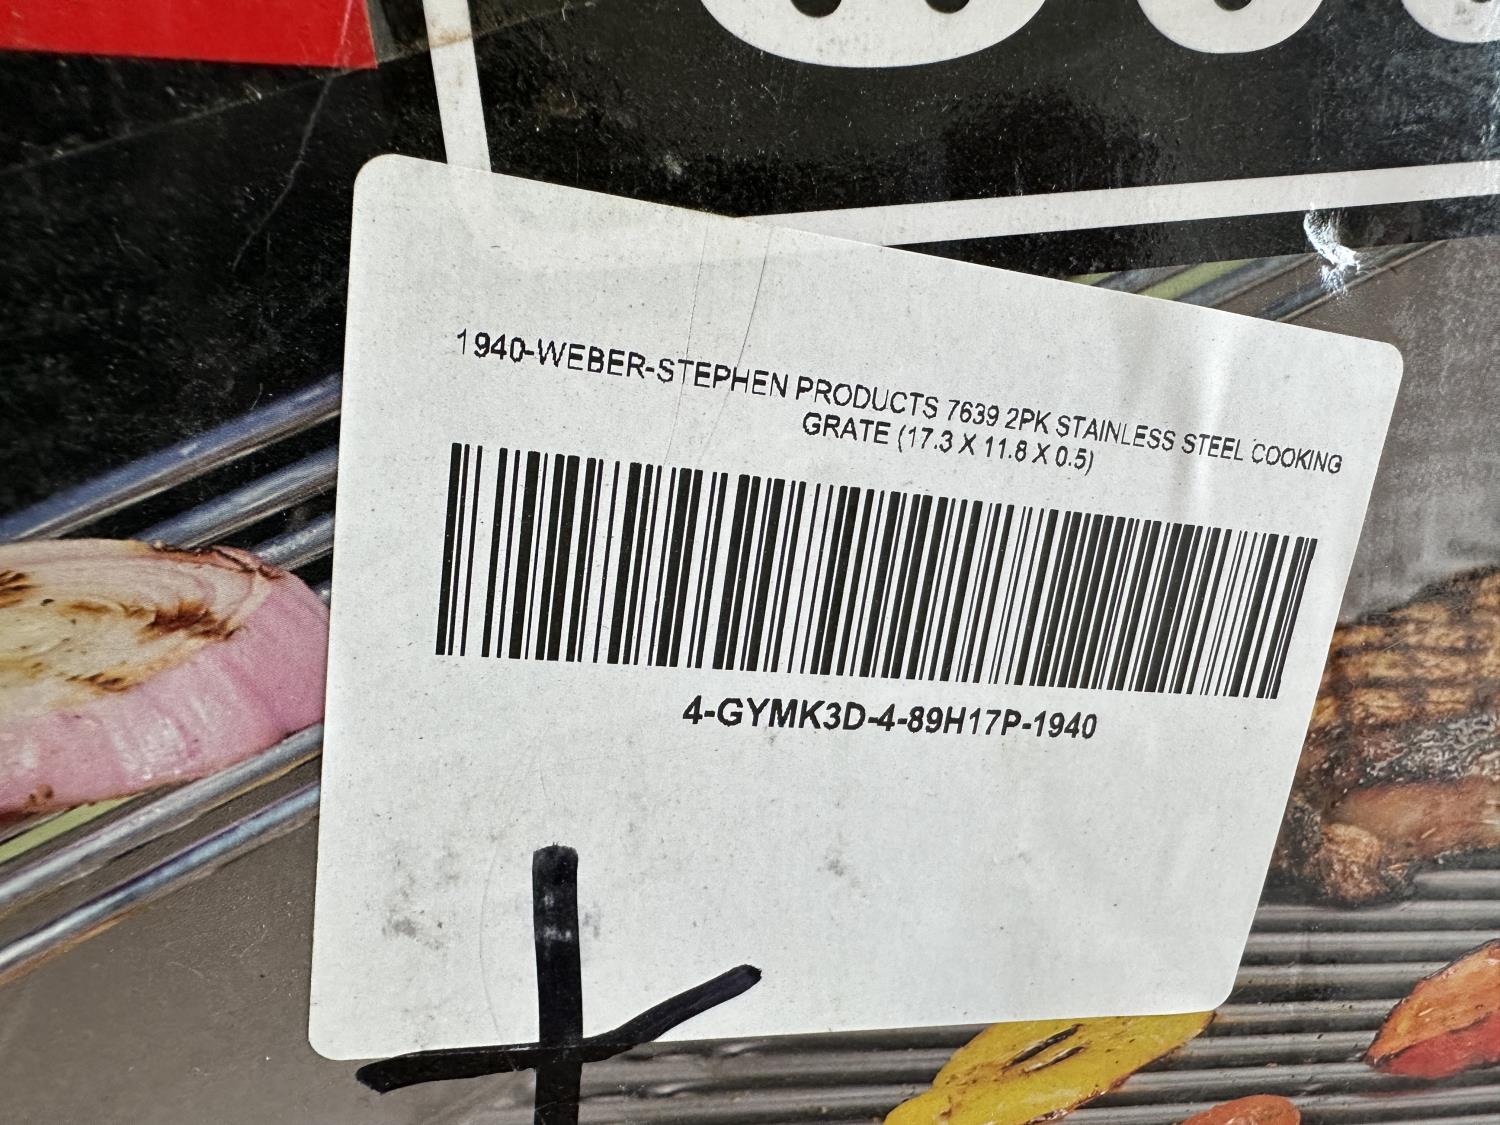 1940-WEBER-STEPHEN PRODUCTS 7639 2PK STAINLESS STEEL COOKING
GRATE (17.3 X 11.8 X 0.5)
4-GYMK3D-4-89H17P-1940